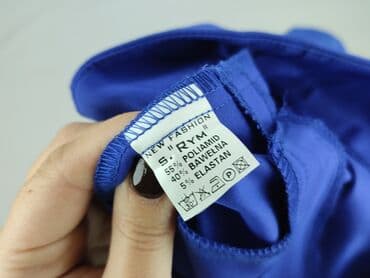 NEW FASHION
S: "RYM"
55% POLIAMID
40% BAWEŁNA
5% ELASTAN
P